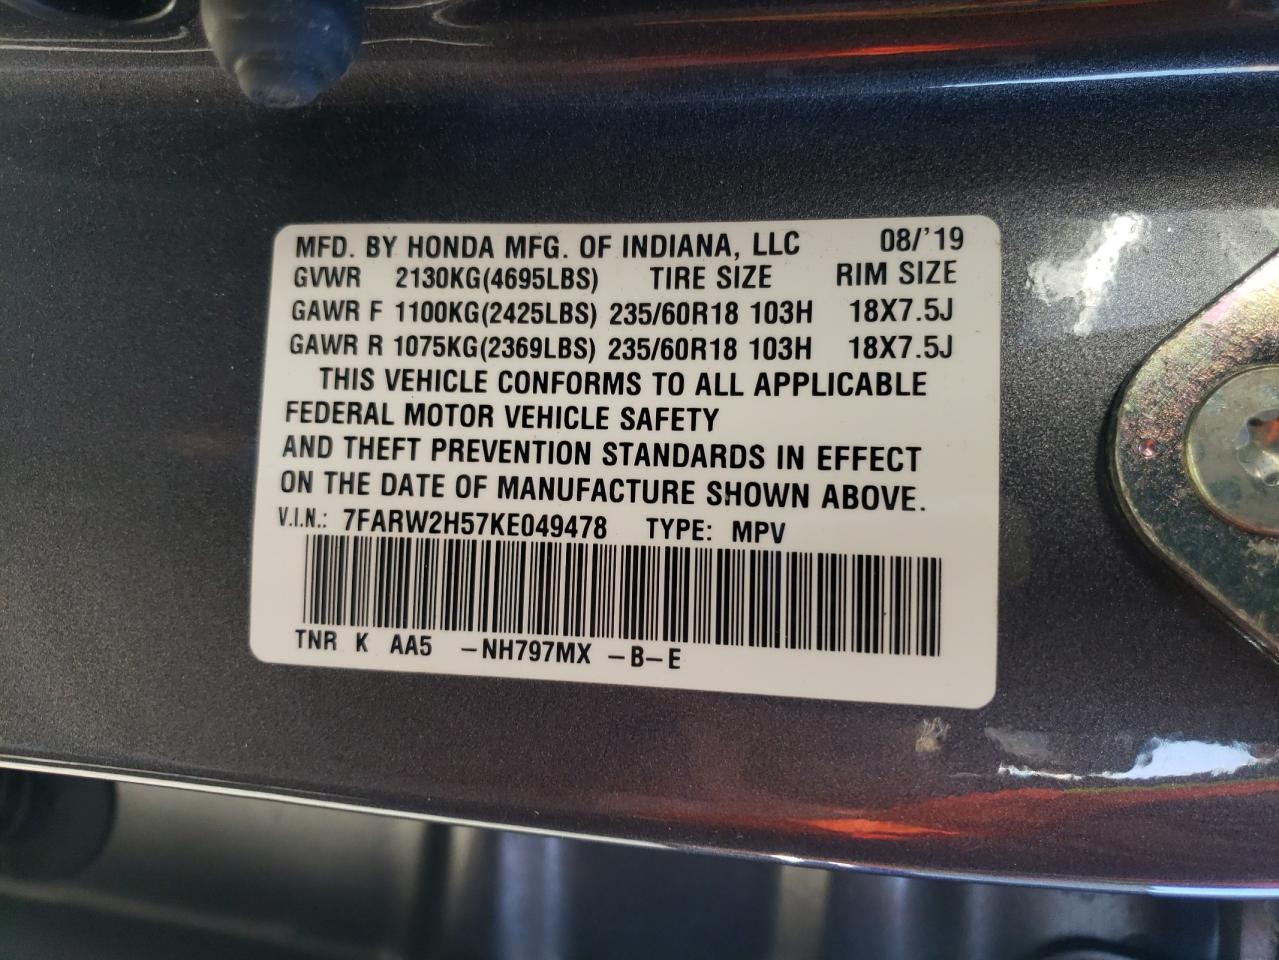 MFD. BY HONDA MFG. OF INDIANA, LLC 08/'19
GVWR 2130KG(4695LBS) TIRE SIZE RIM SIZE
GAWR F 1100KG(2425LBS) 235/60R18 103H 18X7.5J
GAWR R 1075KG(2369LBS) 235/60R18 103H 18X7.5J
THIS VEHICLE CONFORMS TO ALL APPLICABLE
FEDERAL MOTOR VEHICLE SAFETY
AND THEFT PREVENTION STANDARDS IN EFFECT
ON THE DATE OF MANUFACTURE SHOWN ABOVE.
V.I.N.: 7FARW2H57KE049478 TYPE: MPV
TNR K AA5 -NH797MX -B-E